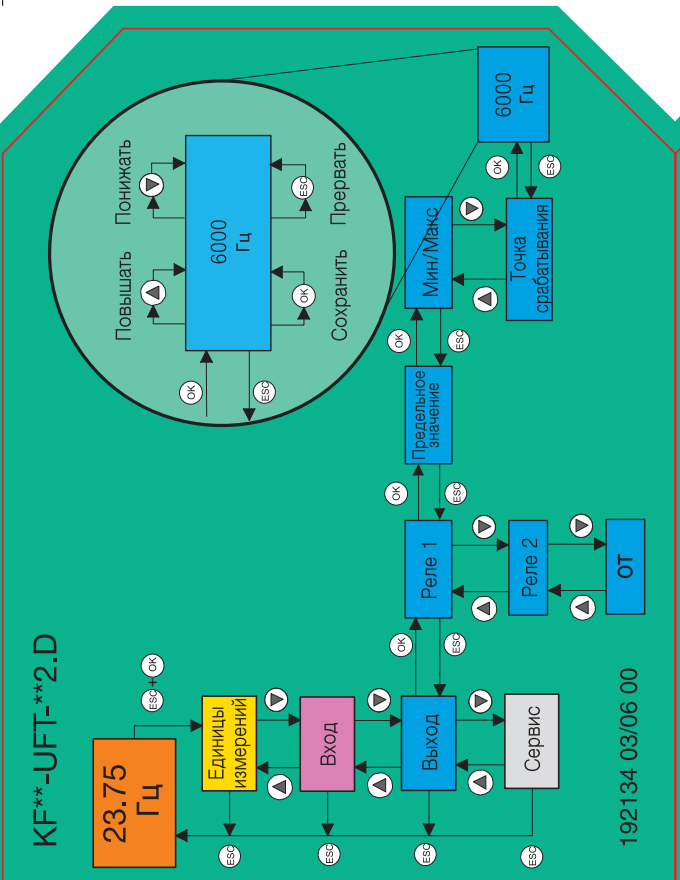 KF**-UFT-**2.D
23.75
Гц
ESC
+
OK
Единицы
измерений
Вход
Выход
Сервис
ESC
ESC
ESC
ESC
OK
ESC
Реле 1
Реле 2
ОТ
OK
ESC
Предельное
значение
OK
ESC
Мин/Макс
Точка
срабатывания
OK
ESC
6000
Гц
OK
ESC
Повышать
Понижать
6000
Гц
OK
ESC
Сохранить
Прервать
192134 03/06 00